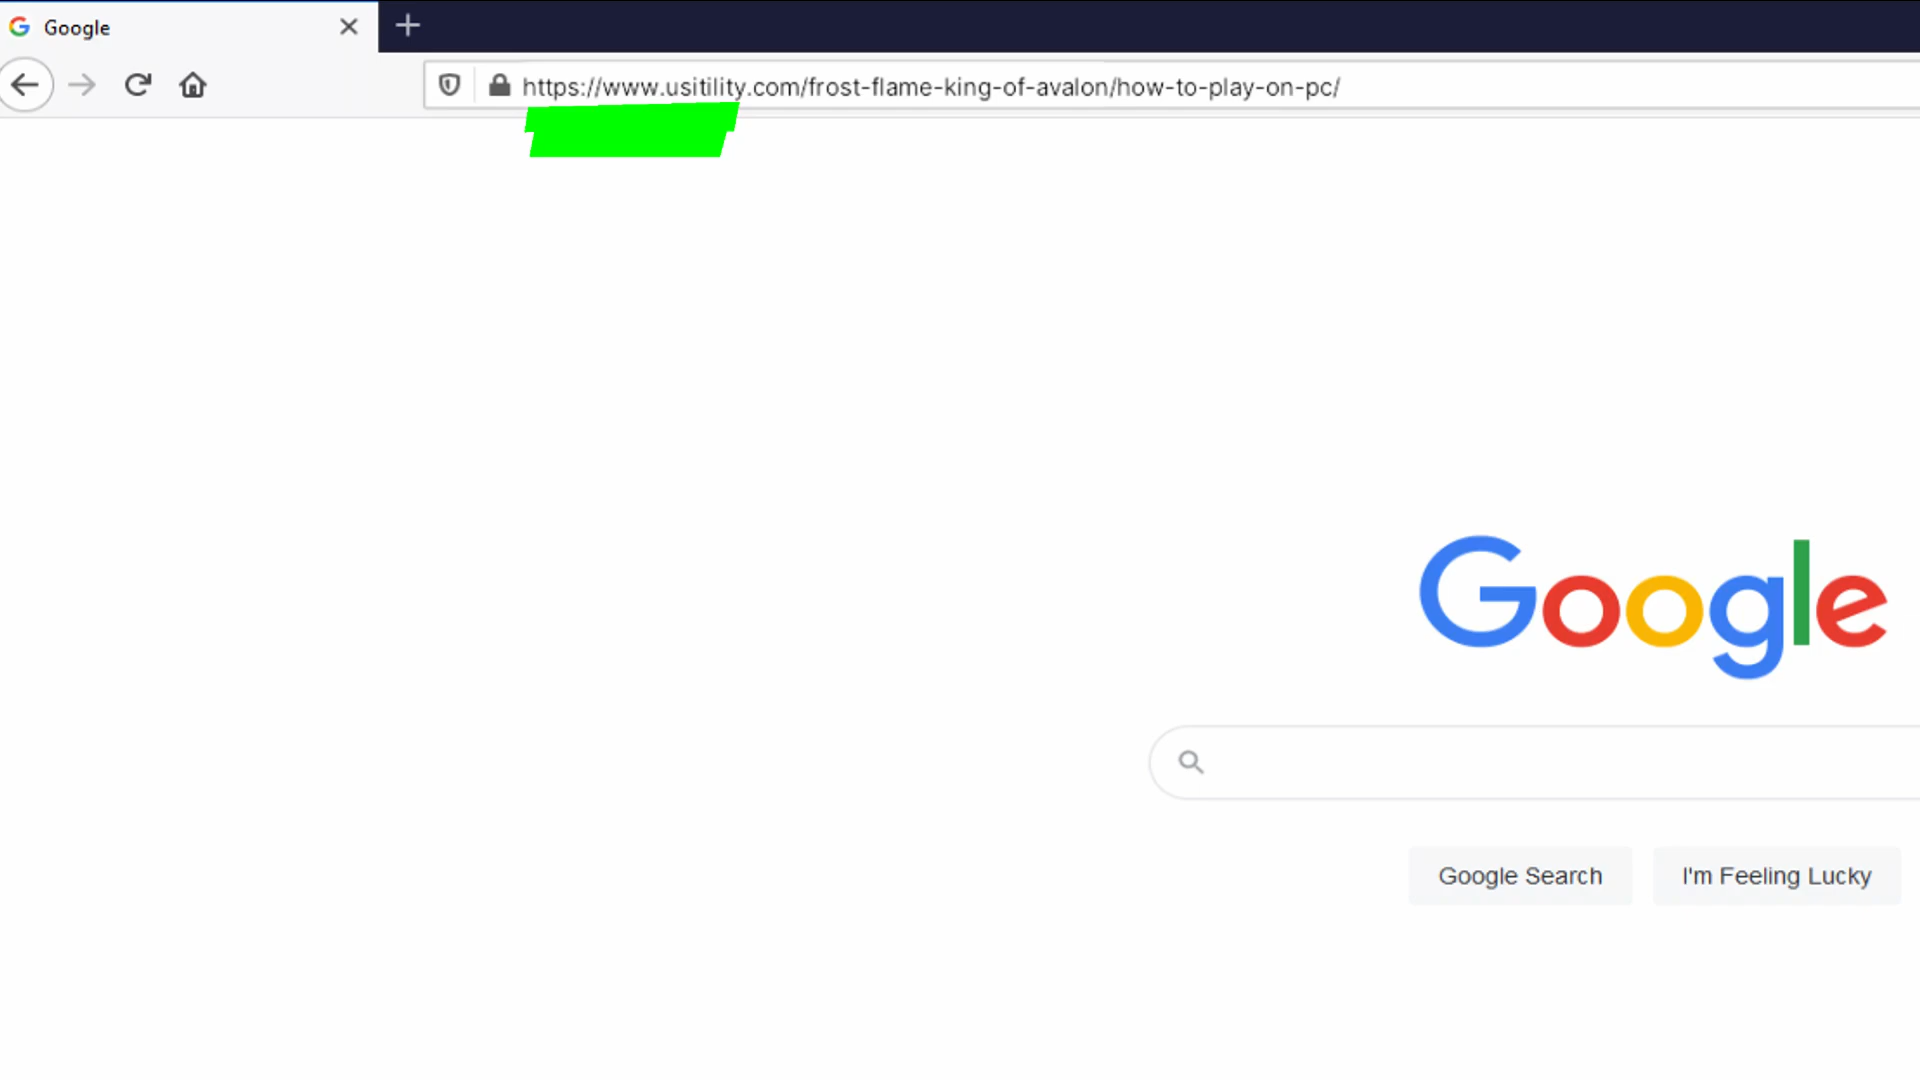 Google
https://www.usitility.com/frost-flame-king-of-avalon/how-to-play-on-pc/
Google
Google Search
I'm Feeling Lucky